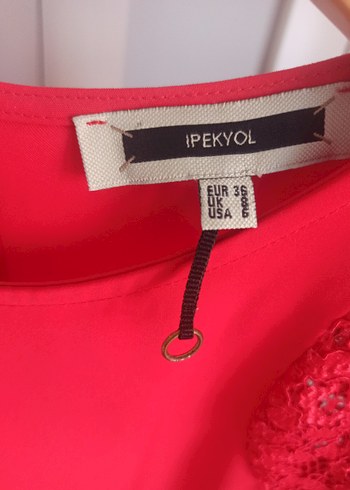 IPEKYOL
EUR 36
UK 8
USA 6